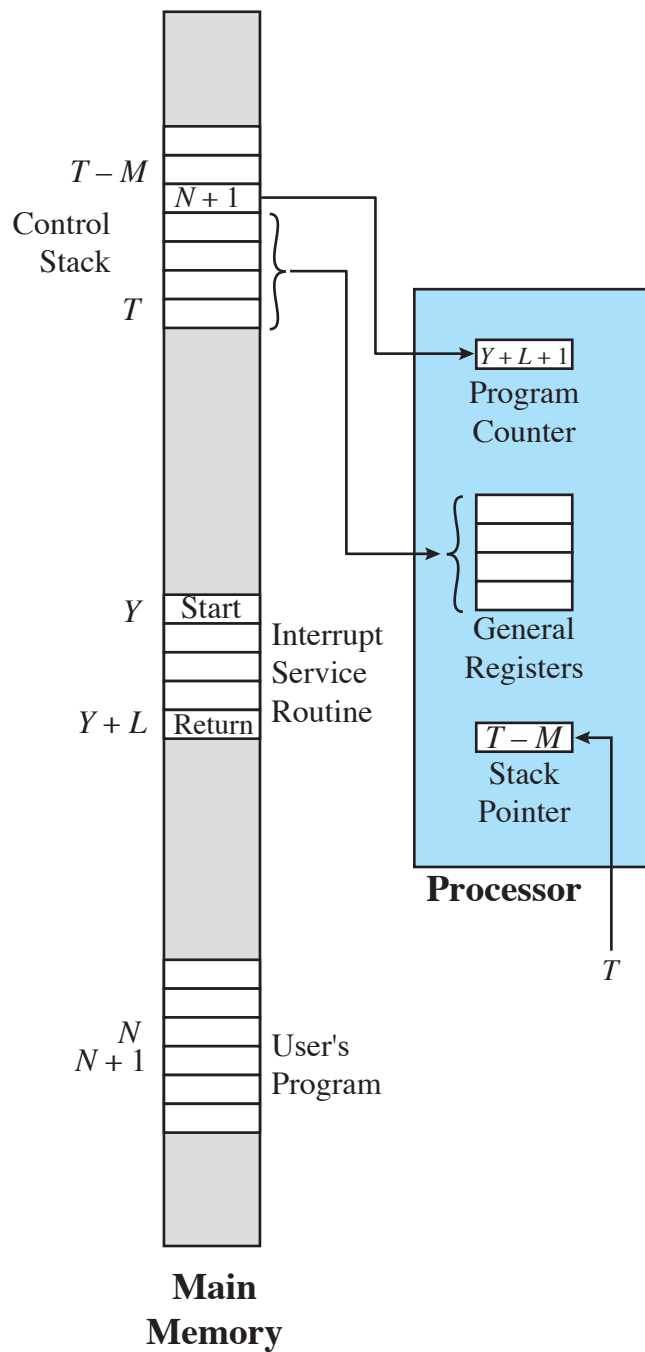 T – M
N + 1
Control
Stack
T
Y + L + 1
Program
Counter
Y
Start
Interrupt
Service
Routine
General
Registers
Y + L
Return
T – M
Stack
Pointer
Processor
T
N
N + 1
User's
Program
Main
Memory